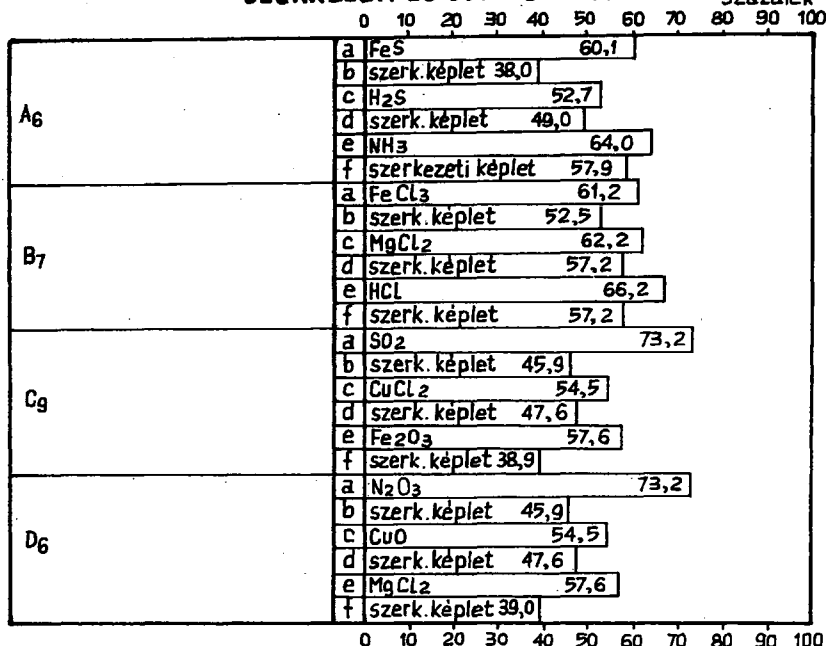 0 10 20 30 40 50 60 70 80 90 100
A6
a FeS 60,1
b szerk.képlet 38,0
c H2S 52,7
d szerk.képlet 49,0
e NH3 64,0
f szerkezeti képlet 57,9
B7
a FeCl3 61,2
b szerk.képlet 52,5
c MgCl2 62,2
d szerk.képlet 57,2
e HCl 66,2
f szerk.képlet 57,2
C9
a SO2 73,2
b szerk.képlet 45,9
c CuCl2 54,5
d szerk.képlet 47,6
e Fe2O3 57,6
f szerk.képlet 38,9
D6
a N2O3 73,2
b szerk.képlet 45,9
c CuO 54,5
d szerk.képlet 47,6
e MgCl2 57,6
f szerk.képlet 39,0
0 10 20 30 40 50 60 70 80 90 100